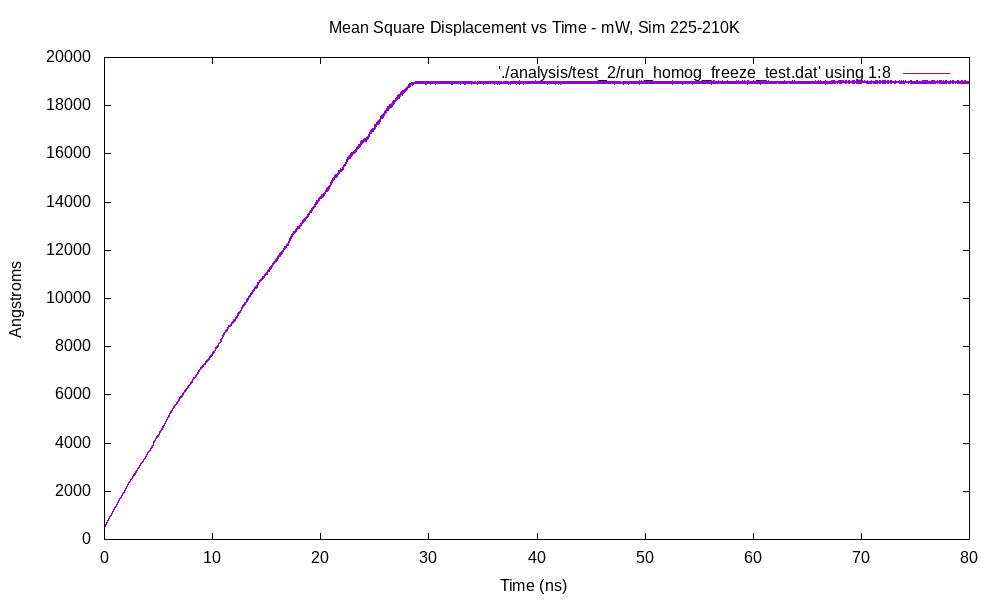 Mean Square Displacement vs Time - mW, Sim 225-210K
'./analysis/test_2/run_homog_freeze_test.dat' using 1:8
20000
18000
16000
14000
12000
10000
8000
6000
4000
2000
0
Angstroms
0 10 20 30 40 50 60 70 80
Time (ns)